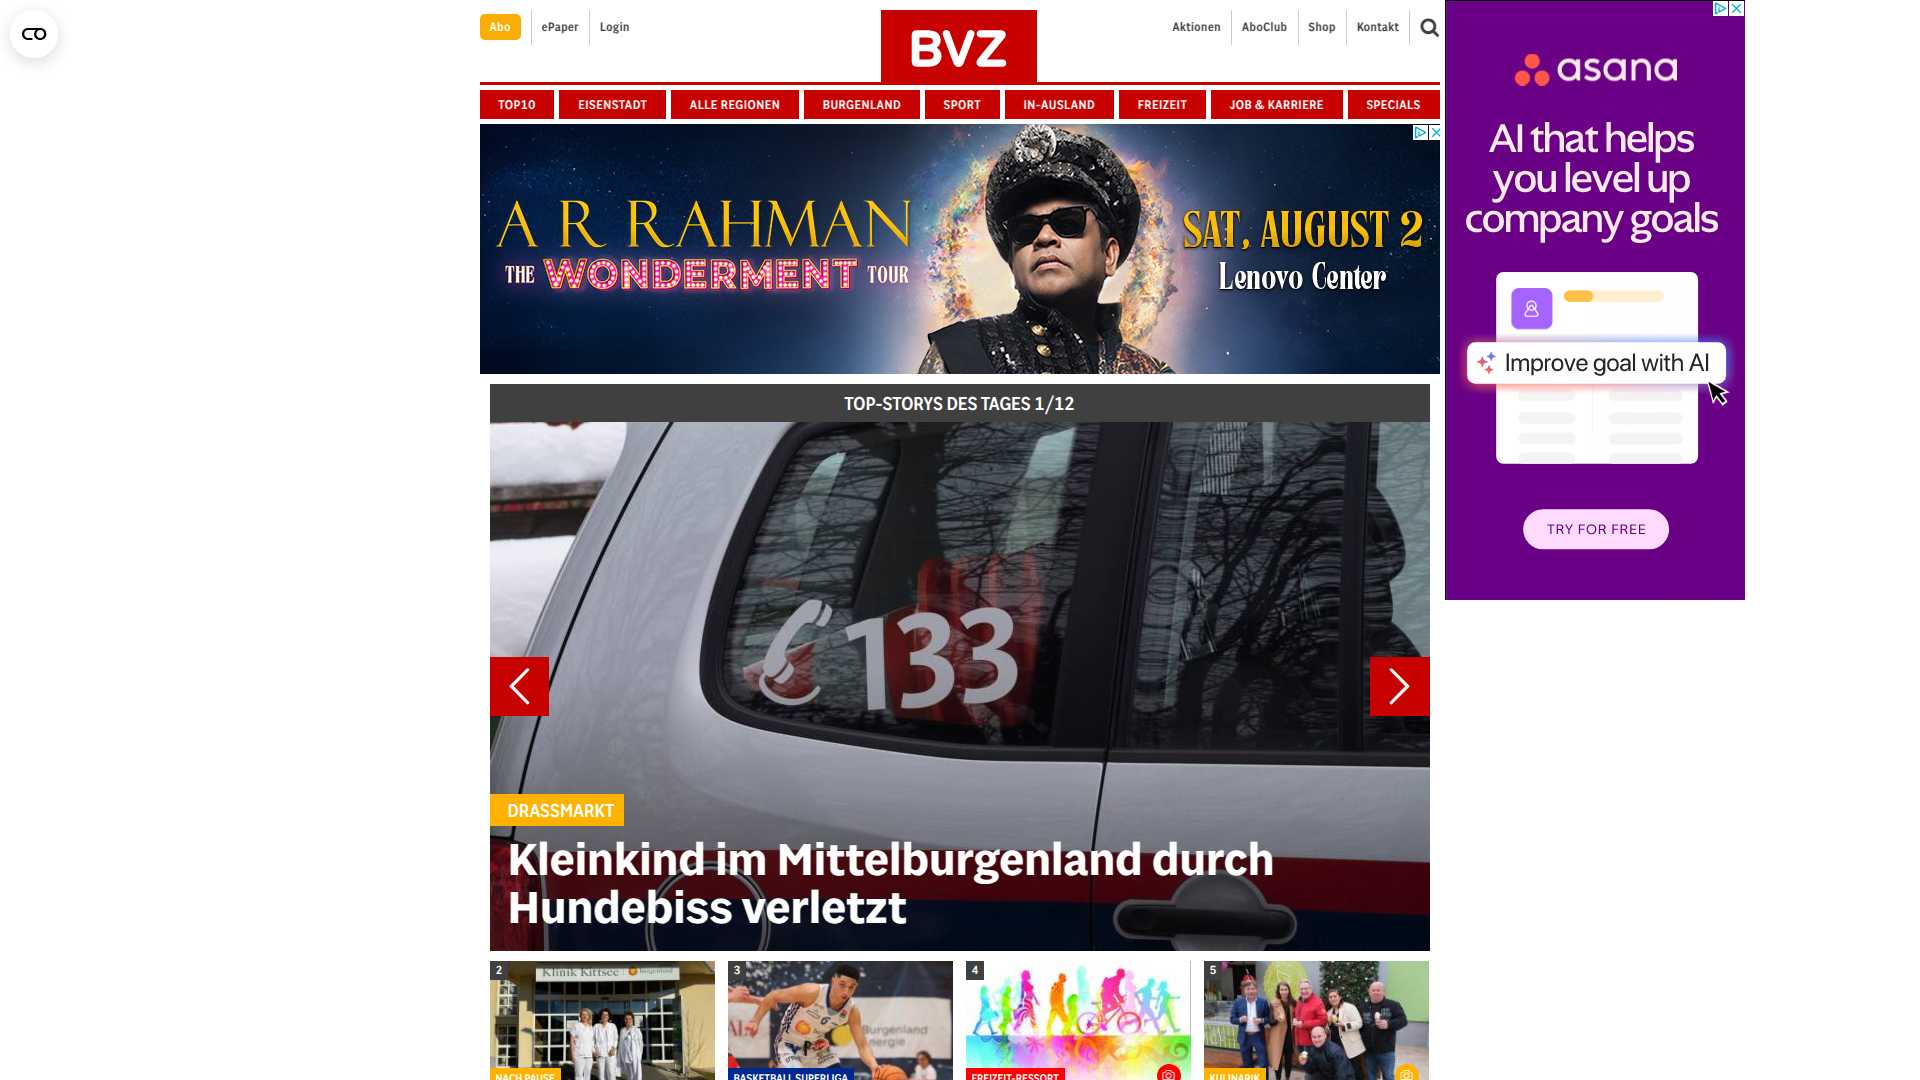 Abo
ePaper
Login
BVZ
Aktionen
AboClub
Shop
Kontakt
TOP10
EISENSTADT
ALLE REGIONEN
BURGENLAND
SPORT
IN-AUSLAND
FREIZEIT
JOB & KARRIERE
SPECIALS
A R RAHMAN
THE WONDERMENT TOUR
SAT, AUGUST 2
Lenovo Center
asana
AI that helps
you level up
company goals
Improve goal with AI
TRY FOR FREE
TOP-STORYS DES TAGES 1/12
133
DRASSMARKT
Kleinkind im Mittelburgenland durch
Hundebiss verletzt
2
Klinik Kittsee
NACH PAUSE
3
6
Burgenland
Energie
BASKETBALL SUPERLIGA
4
FREIZEIT-RESSORT
5
KULINARIK